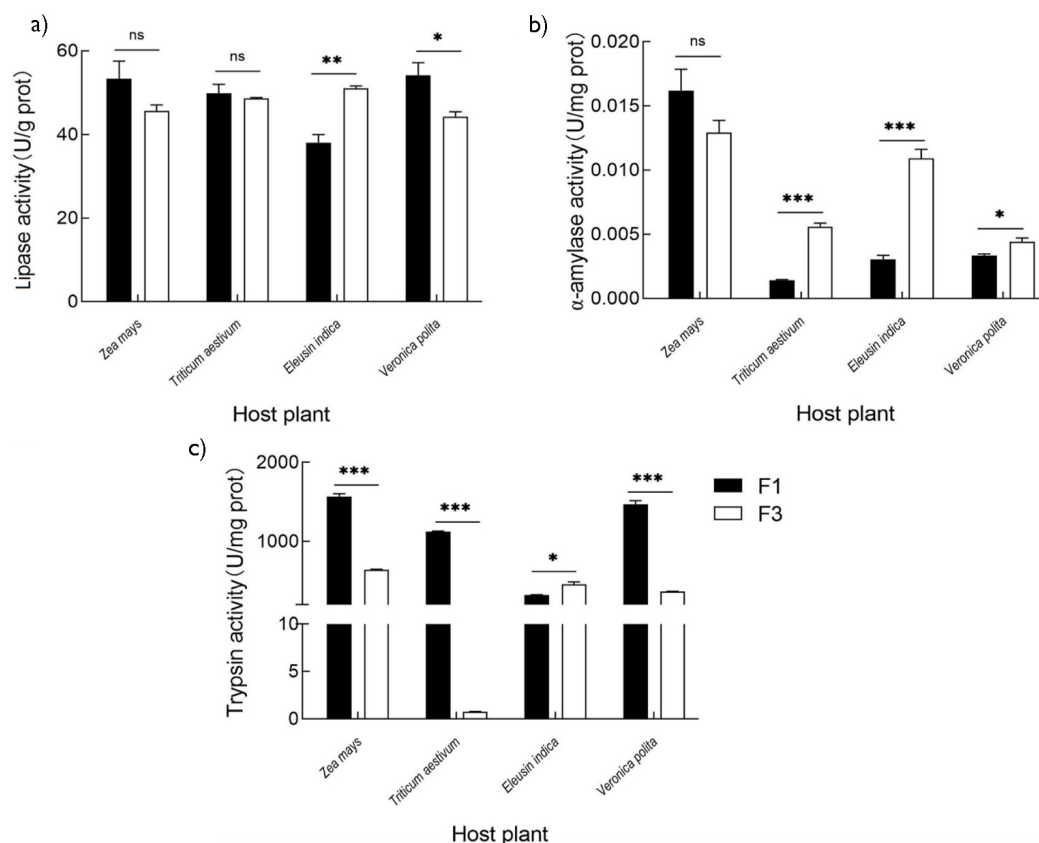 a)
Lipase activity(U/g prot)
60
40
20
0
ns
ns
**
*
Zea mays
Triticum aestivum
Eleusin indica
Veronica polita
Host plant
b)
α-amylase activity(U/mg prot)
0.020
0.015
0.010
0.005
0.000
ns
***
***
*
Zea mays
Triticum aestivum
Eleusin indica
Veronica polita
Host plant
c)
Trypsin activity(U/mg prot)
2000
1000
10
5
0
***
***
*
***
Zea mays
Triticum aestivum
Eleusin indica
Veronica polita
Host plant
F1
F3